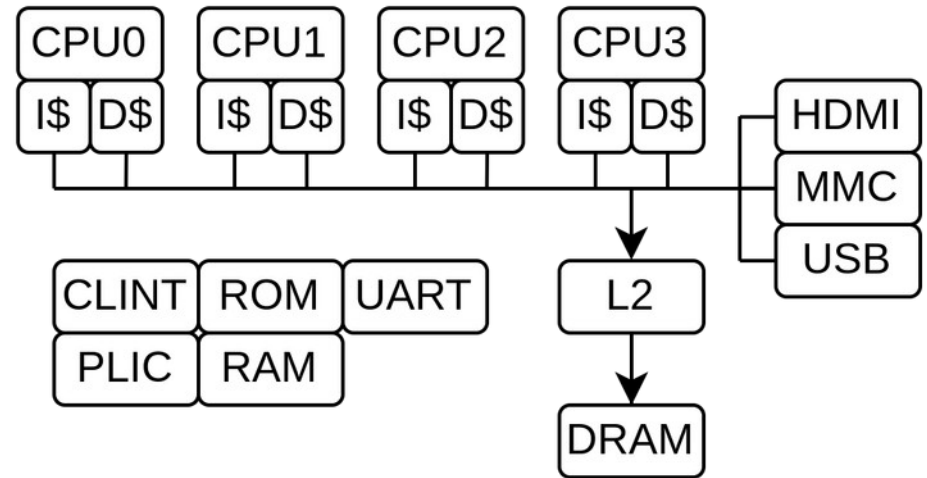 CPU0 CPU1 CPU2 CPU3
I$ D$ I$ D$ I$ D$ I$ D$ HDMI
MMC
USB
CLINT ROM UART L2
PLIC RAM
DRAM